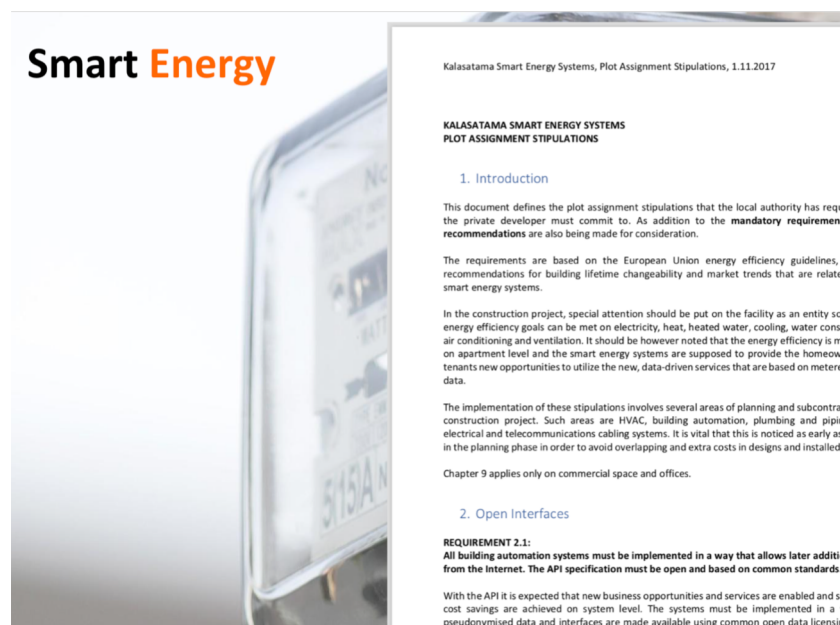 Smart Energy
Kalasatama Smart Energy Systems, Plot Assignment Stipulations, 1.11.2017
KALASATAMA SMART ENERGY SYSTEMS
PLOT ASSIGNMENT STIPULATIONS
1. Introduction
This document defines the plot assignment stipulations that the local authority has
the private developer must commit to. As addition to the mandatory
recommendations are also being made for consideration.
The requirements are based on the European Union energy efficiency guidelines,
recommendations for building lifetime changeability and market trends that are
smart energy systems.
In the construction project, special attention should be put on the facility as an entity
energy efficiency goals can be met on electricity, heat, heated water, cooling, water
air conditioning and ventilation. It should be however noted that the energy efficiency is
on apartment level and the smart energy systems are supposed to provide the
tenants new opportunities to utilize the new, data-driven services that are based on
data.
The implementation of these stipulations involves several areas of planning and
construction project. Such areas are HVAC, building automation, plumbing and
electrical and telecommunications cabling systems. It is vital that this is noticed as early
in the planning phase in order to avoid overlapping and extra costs in designs and installed
Chapter 9 applies only on commercial space and offices.
2. Open Interfaces
REQUIREMENT 2.1:
All building automation systems must be implemented in a way that allows later
from the Internet. The API specification must be open and based on common standards
With the API it is expected that new business opportunities and services are enabled and
cost savings are achieved on system level. The systems must be implemented in a
pseudonymised data and interfaces are made available using common open data
5(15)A